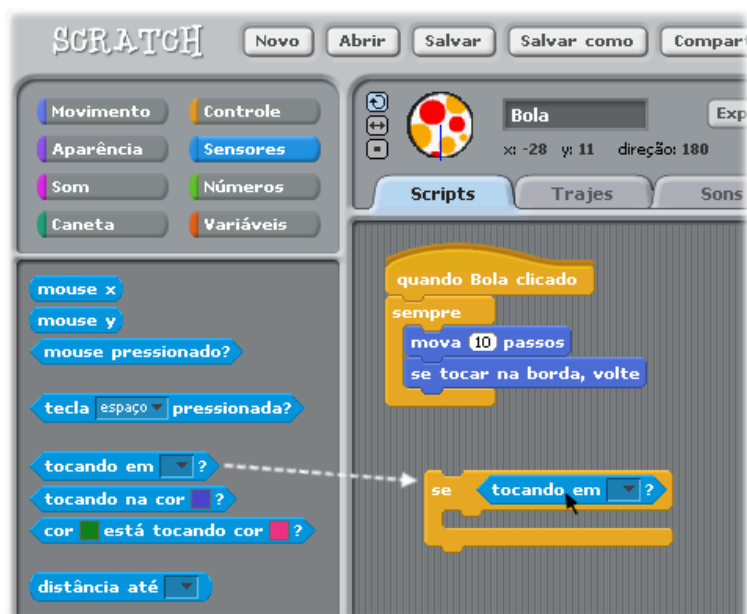 SCRATCH Novo Abrir Salvar Salvar como Compar
Movimento Controle
Aparência Sensores
Som Números
Caneta Variáveis
Bola Exp
x: -28 y: 11 direção: 180
Scripts Trajes Sons
mouse x
mouse y
mouse pressionado?
tecla espaço pressionada?
tocando em ?
tocando na cor ?
cor está tocando cor ?
distância até
quando Bola clicado
sempre
mova 10 passos
se tocar na borda, volte
se tocando em ?